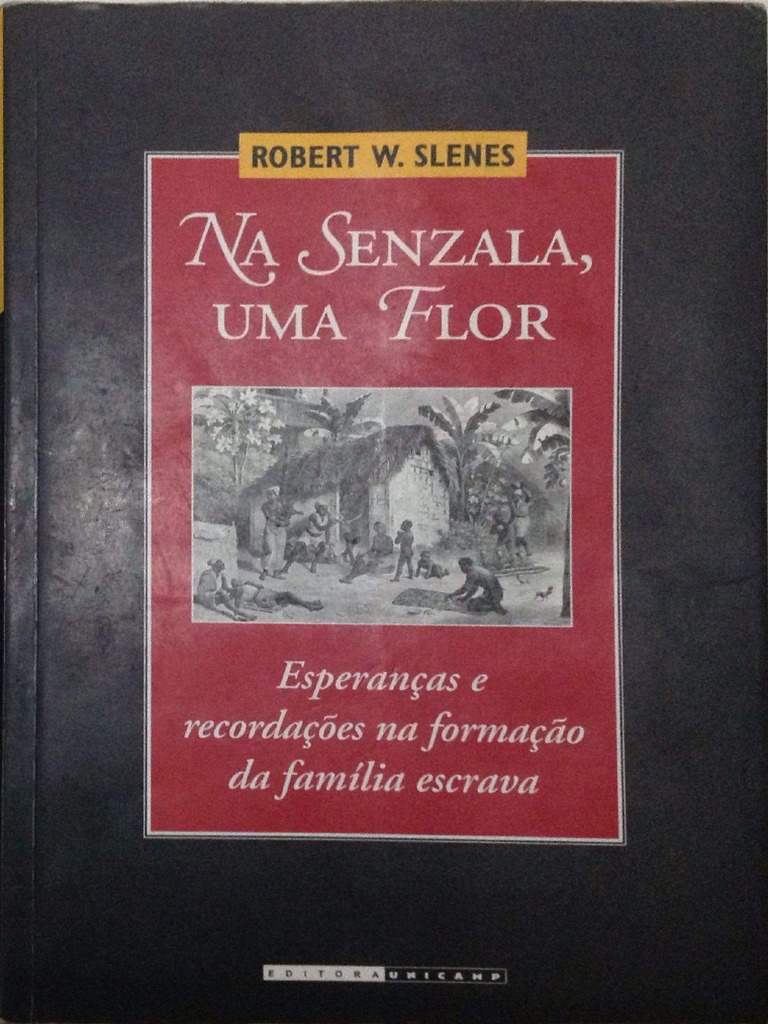 ROBERT W. SLENES
NA SENZALA,
UMA FLOR
Esperanças e
recordações na formação
da família escrava
EDITORA UNICAMP